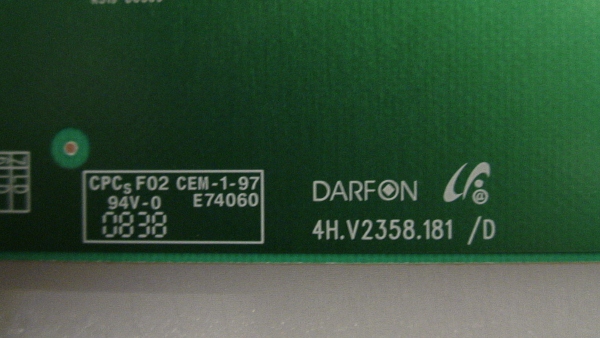 CPCs F02 CEM-1-97
94V-0 E74060
0838
DARFON
4H.V2358.181 /D